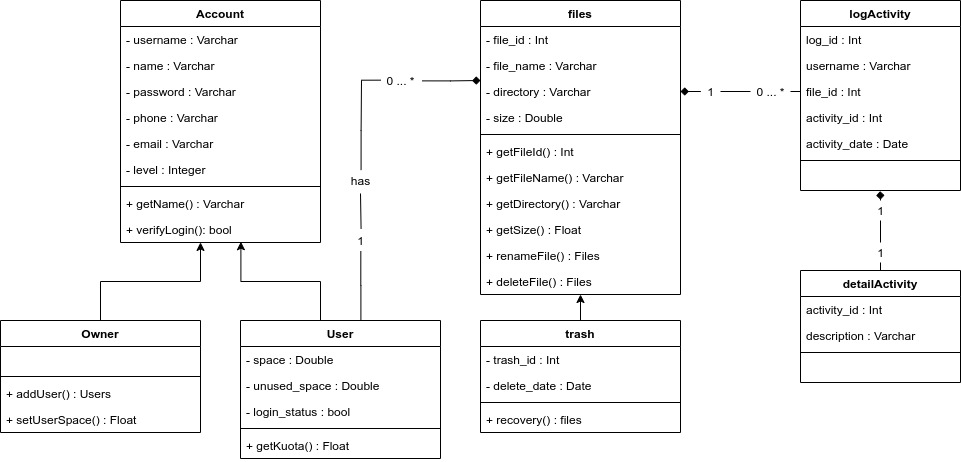 Account
- username : Varchar
- name : Varchar
- password : Varchar
- phone : Varchar
- email : Varchar
- level : Integer
+ getName() : Varchar
+ verifyLogin(): bool
files
- file_id : Int
- file_name : Varchar
- directory : Varchar
- size : Double
+ getFileId() : Int
+ getFileName() : Varchar
+ getDirectory() : Varchar
+ getSize() : Float
+ renameFile() : Files
+ deleteFile() : Files
logActivity
log_id : Int
username : Varchar
file_id : Int
activity_id : Int
activity_date : Date
0 ... *
has
1
1
0 ... *
1
1
Owner
+ addUser() : Users
+ setUserSpace() : Float
User
- space : Double
- unused_space : Double
- login_status : bool
+ getKuota() : Float
trash
- trash_id : Int
- delete_date : Date
+ recovery() : files
detailActivity
activity_id : Int
description : Varchar